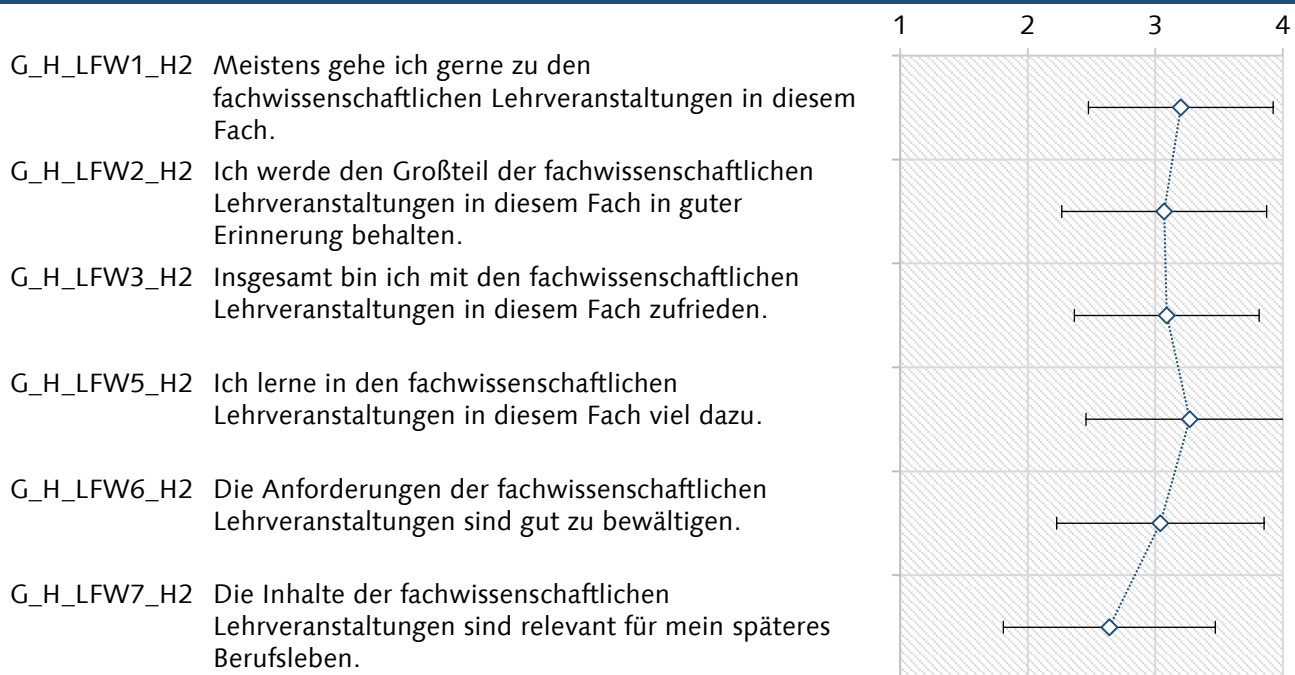 1 2 3 4
G_H_LFW1_H2 Meistens gehe ich gerne zu den
fachwissenschaftlichen Lehrveranstaltungen in diesem
Fach.
G_H_LFW2_H2 Ich werde den Großteil der fachwissenschaftlichen
Lehrveranstaltungen in diesem Fach in guter
Erinnerung behalten.
G_H_LFW3_H2 Insgesamt bin ich mit den fachwissenschaftlichen
Lehrveranstaltungen in diesem Fach zufrieden.
G_H_LFW5_H2 Ich lerne in den fachwissenschaftlichen
Lehrveranstaltungen in diesem Fach viel dazu.
G_H_LFW6_H2 Die Anforderungen der fachwissenschaftlichen
Lehrveranstaltungen sind gut zu bewältigen.
G_H_LFW7_H2 Die Inhalte der fachwissenschaftlichen
Lehrveranstaltungen sind relevant für mein späteres
Berufsleben.